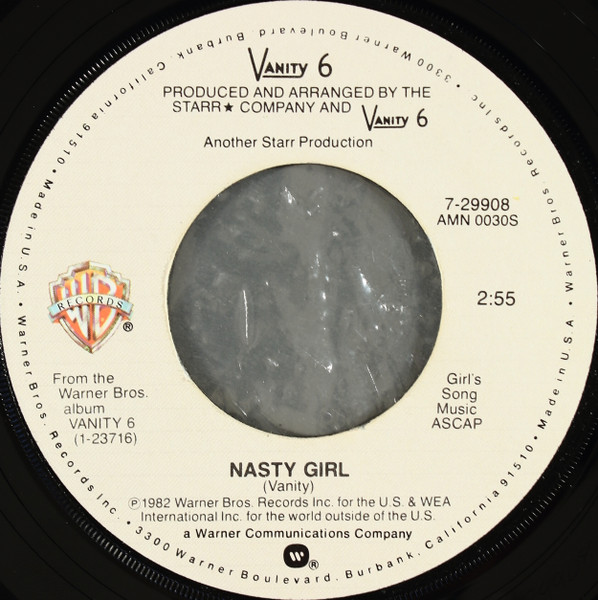 VANITY 6
PRODUCED AND ARRANGED BY THE
STARR★ COMPANY AND VANITY 6
Another Starr Production
7-29908
AMN 0030S
2:55
WB
RECORDS
®
From the
Warner Bros.
album
VANITY 6
(1-23716)
Girl's
Song
Music
ASCAP
NASTY GIRL
(Vanity)
℗1982 Warner Bros. Records Inc. for the U.S. & WEA
International Inc. for the world outside of the U.S.
a Warner Communications Company
®
3300 Warner Boulevard, Burbank, California 91510 • Made in U.S.A. • Warner Bros. Records Inc. • 3300 Warner Boulevard, Burbank, California 91510 • Made in U.S.A. • Warner Bros. Records Inc. •